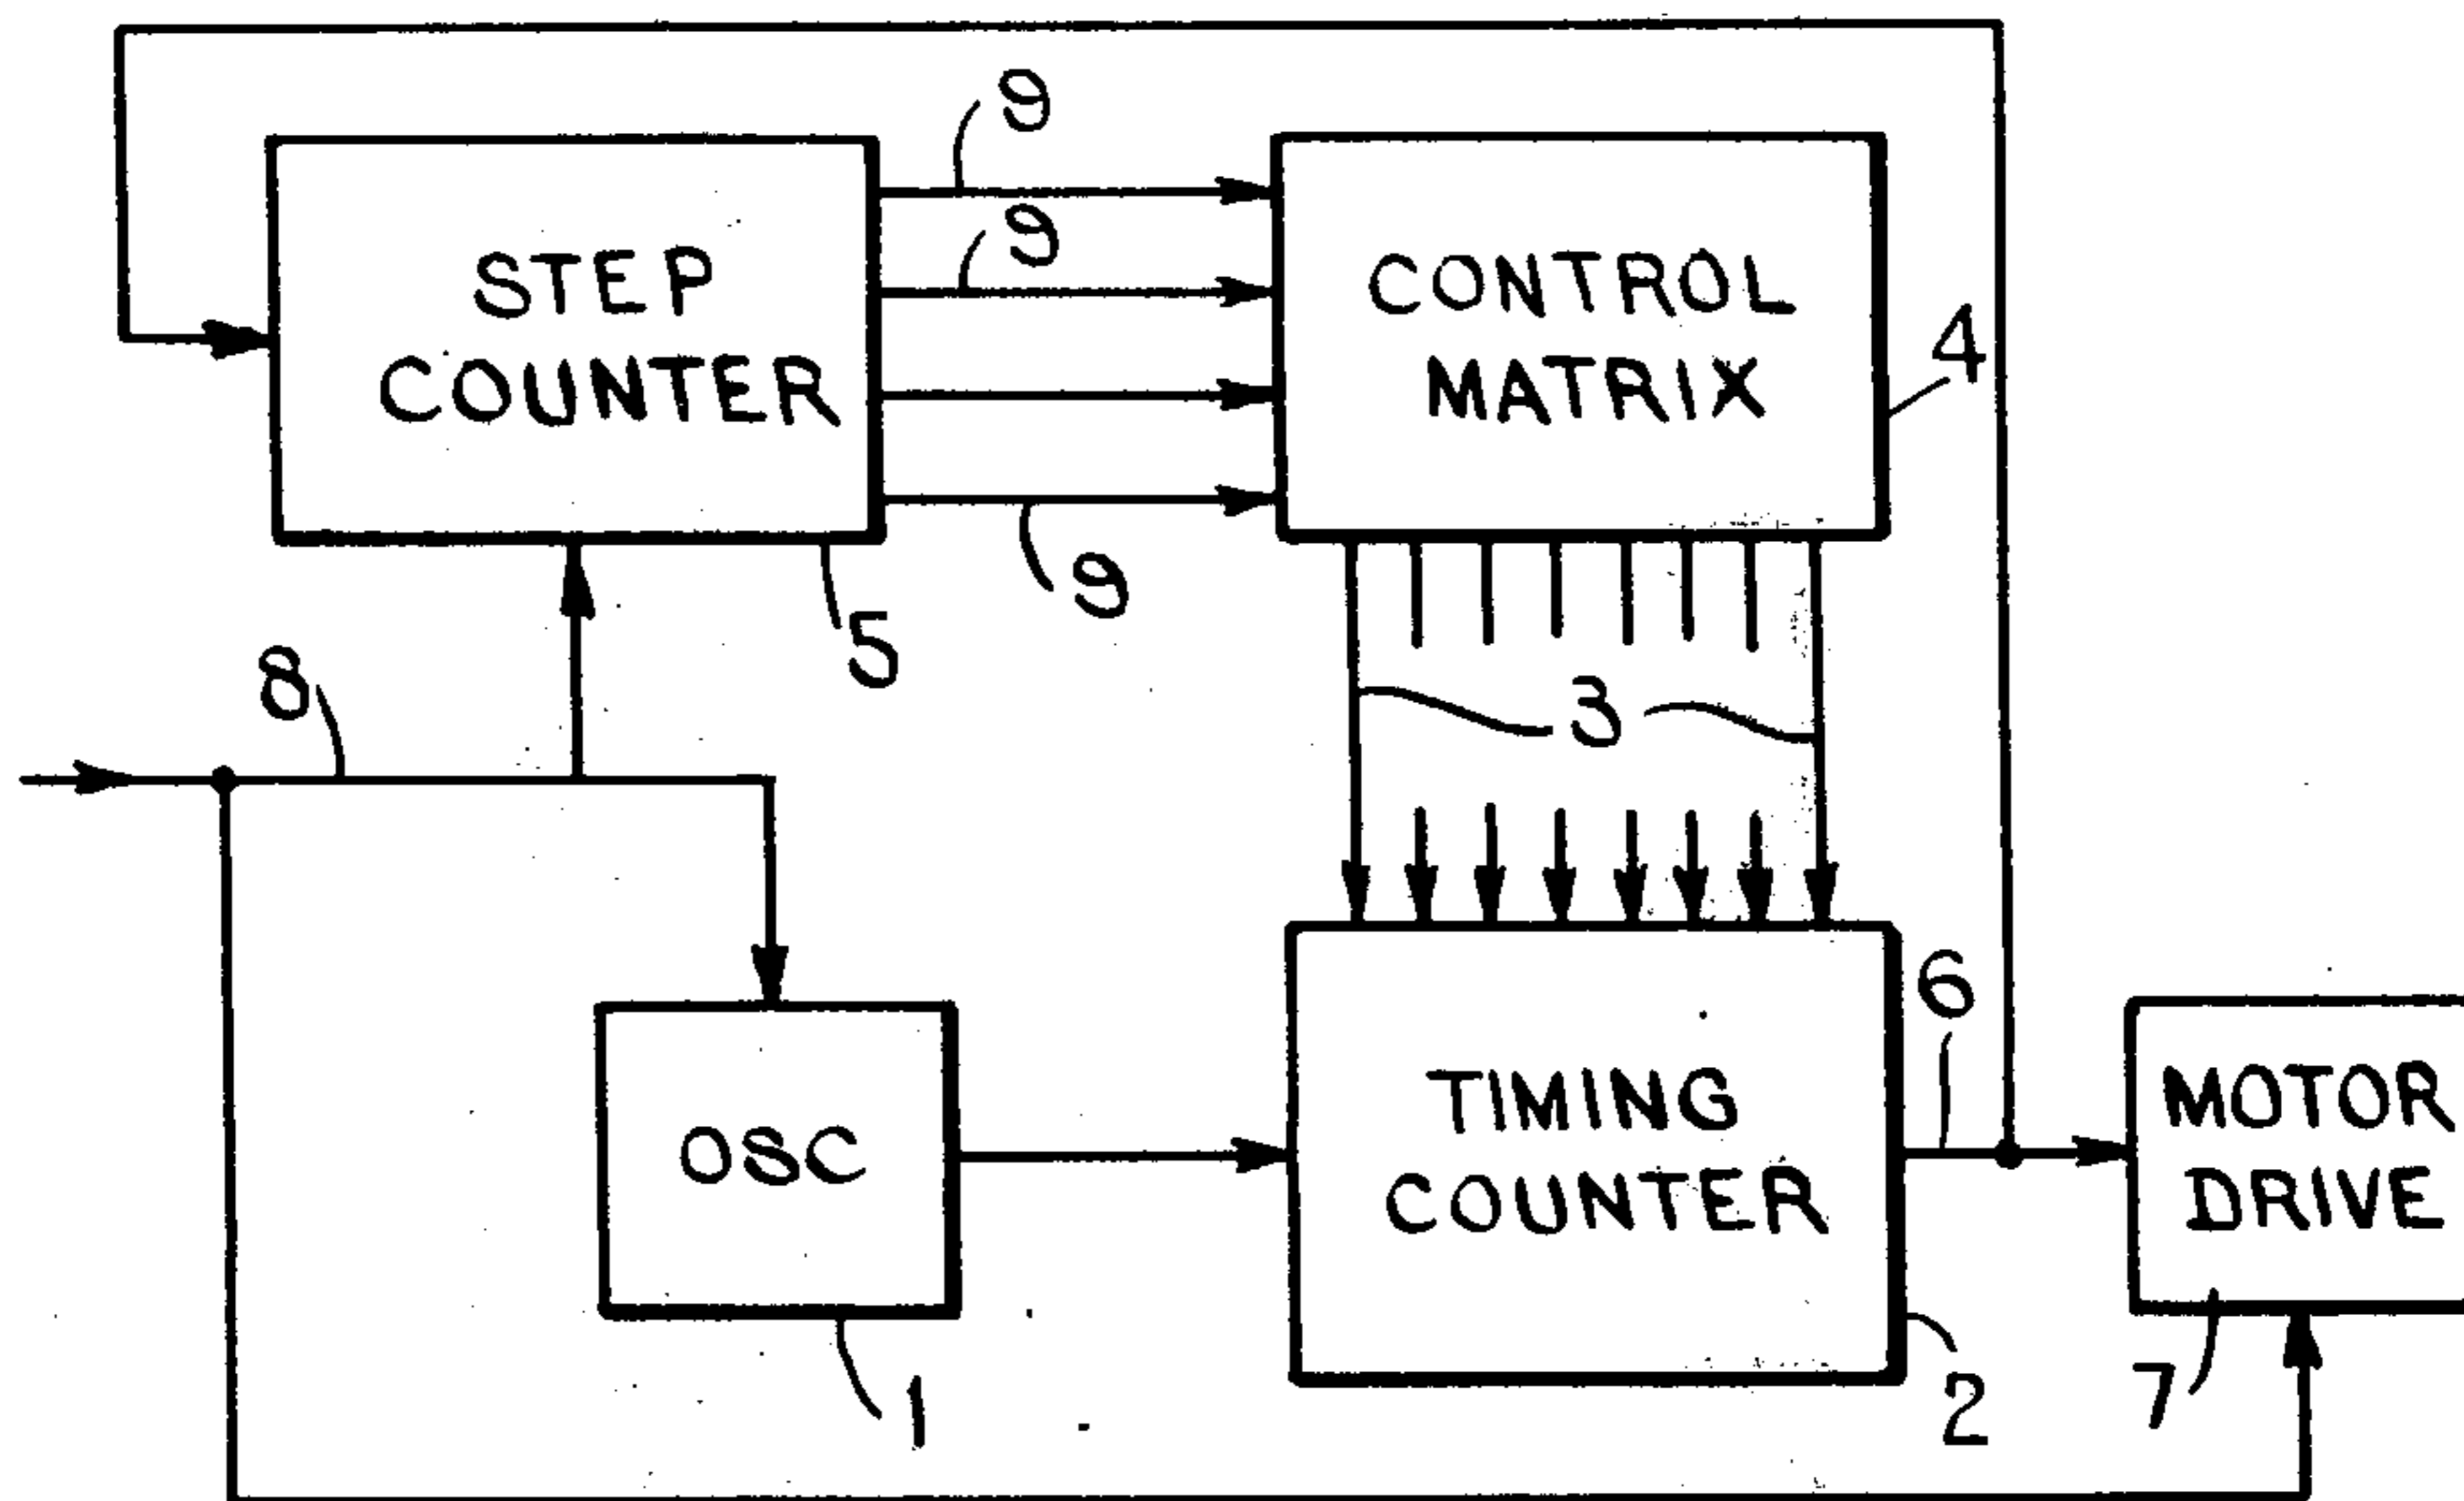 9
9
STEP
COUNTER
CONTROL
MATRIX
4
9
5
8
3
6
OSC
TIMING
COUNTER
MOTOR
DRIVE
1
2
7